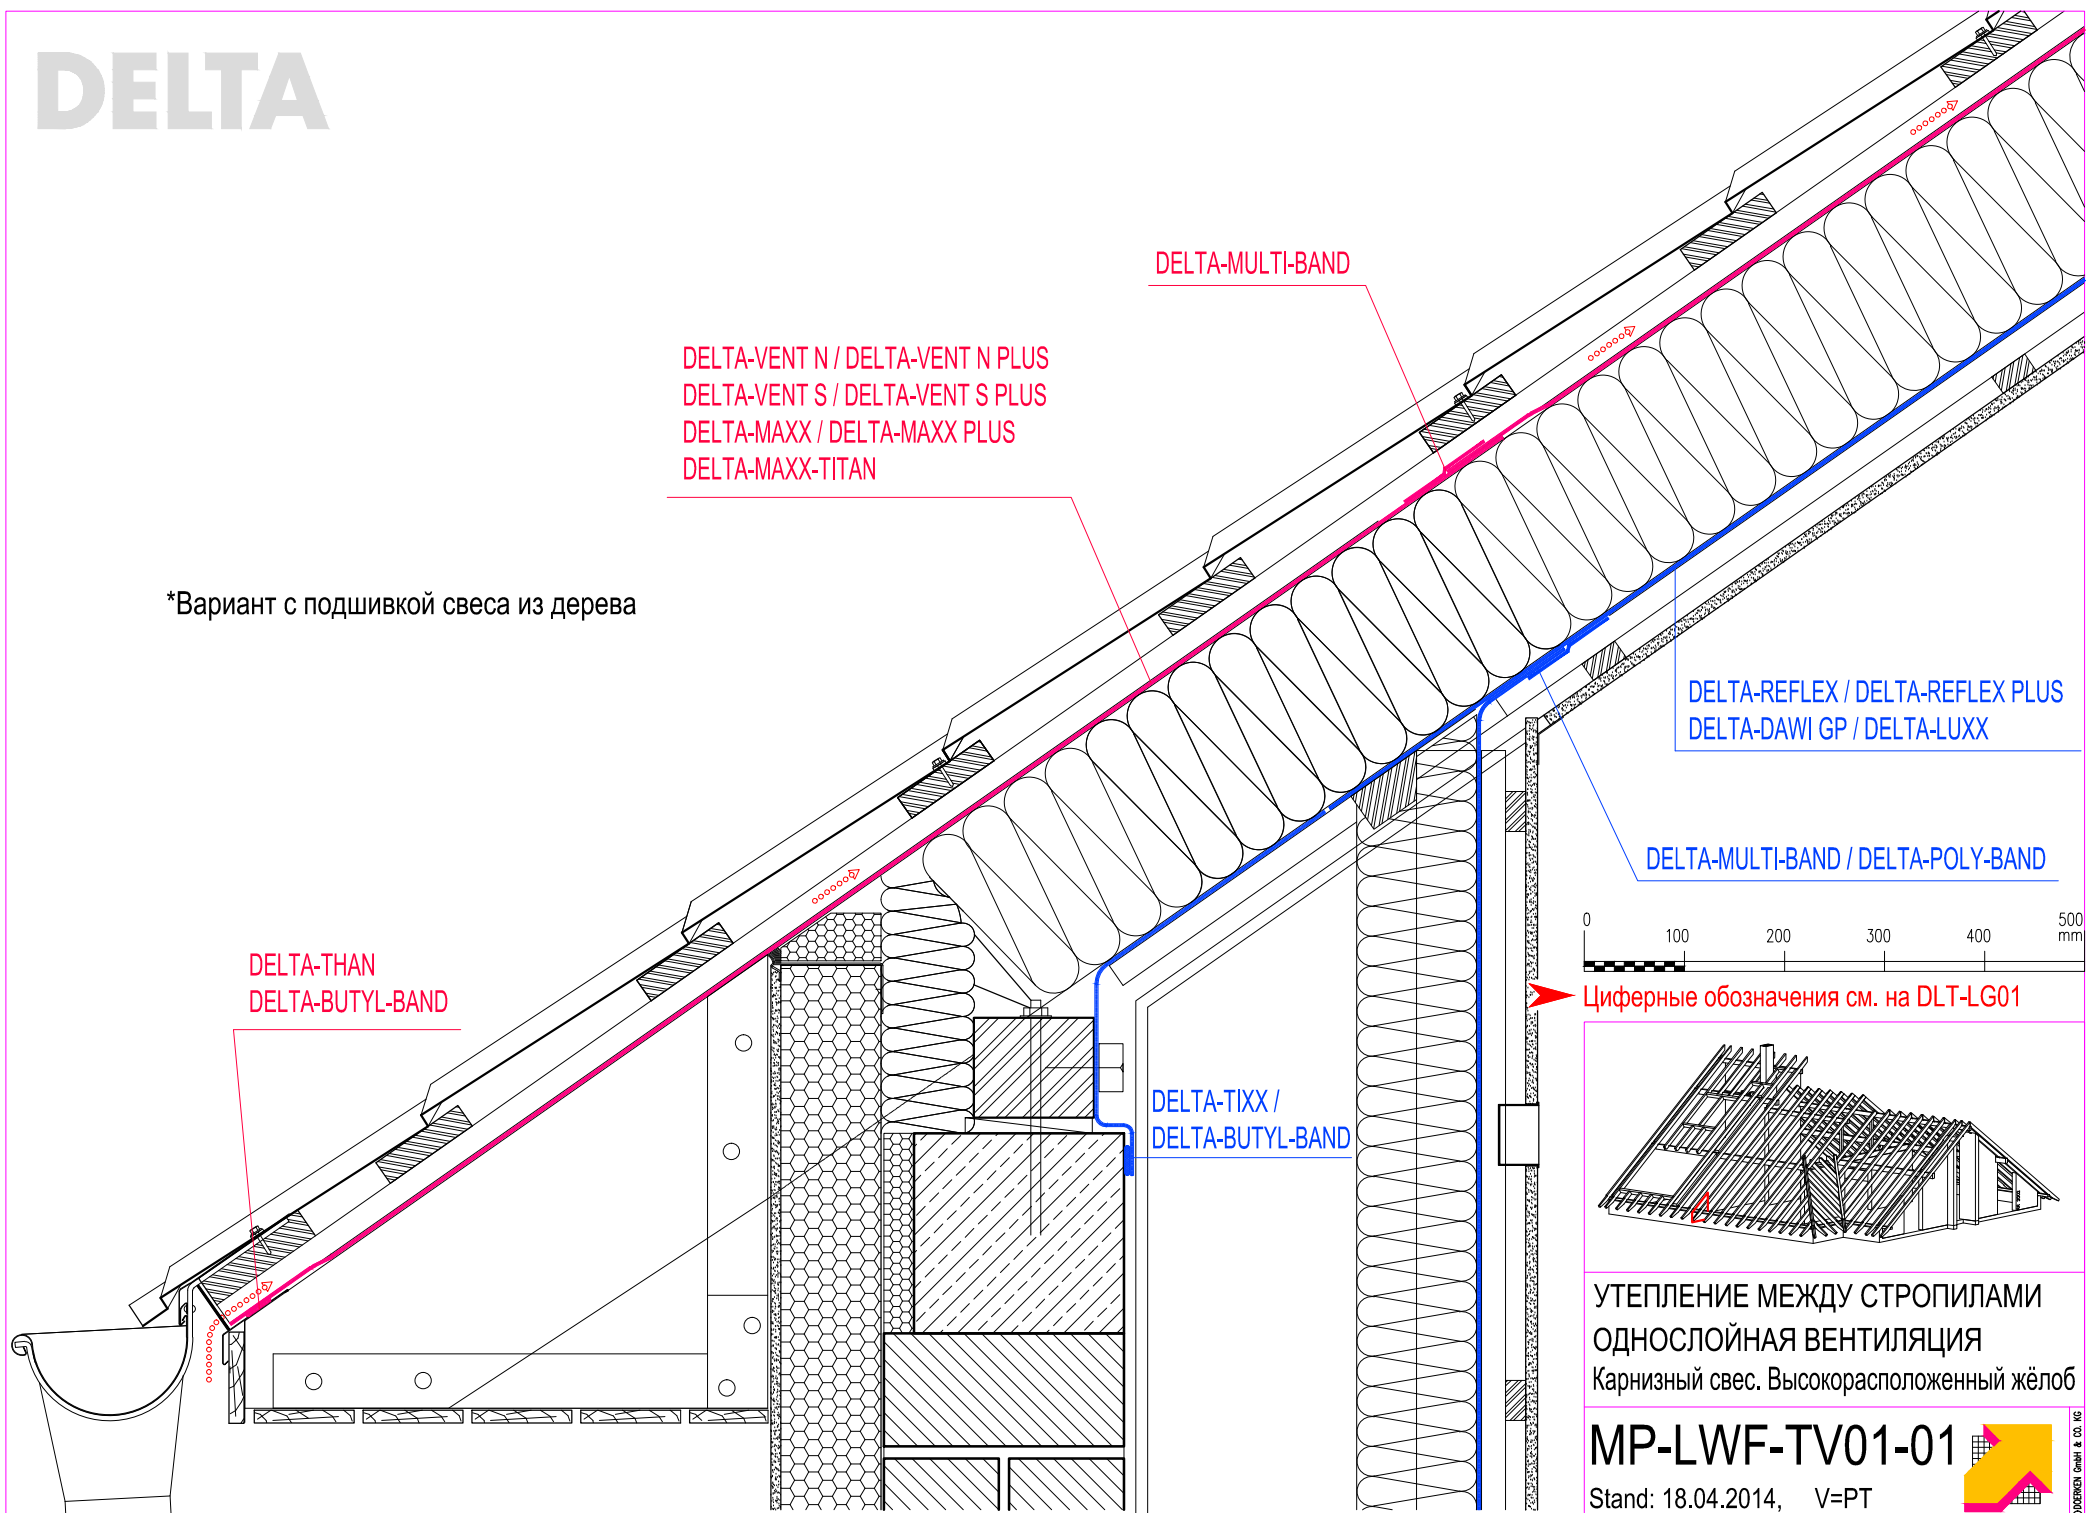 DELTA
DELTA-MULTI-BAND
DELTA-VENT N / DELTA-VENT N PLUS
DELTA-VENT S / DELTA-VENT S PLUS
DELTA-MAXX / DELTA-MAXX PLUS
DELTA-MAXX-TITAN
*Вариант с подшивкой свеса из дерева
DELTA-REFLEX / DELTA-REFLEX PLUS
DELTA-DAWI GP / DELTA-LUXX
DELTA-MULTI-BAND / DELTA-POLY-BAND
DELTA-THAN
DELTA-BUTYL-BAND
0 100 200 300 400 500
mm
Циферные обозначения см. на DLT-LG01
DELTA-TIXX /
DELTA-BUTYL-BAND
УТЕПЛЕНИЕ МЕЖДУ СТРОПИЛАМИ
ОДНОСЛОЙНАЯ ВЕНТИЛЯЦИЯ
Карнизный свес. Высокорасположенный жёлоб
MP-LWF-TV01-01
Stand: 18.04.2014, V=PT
DOERKEN GmbH & CO. KG